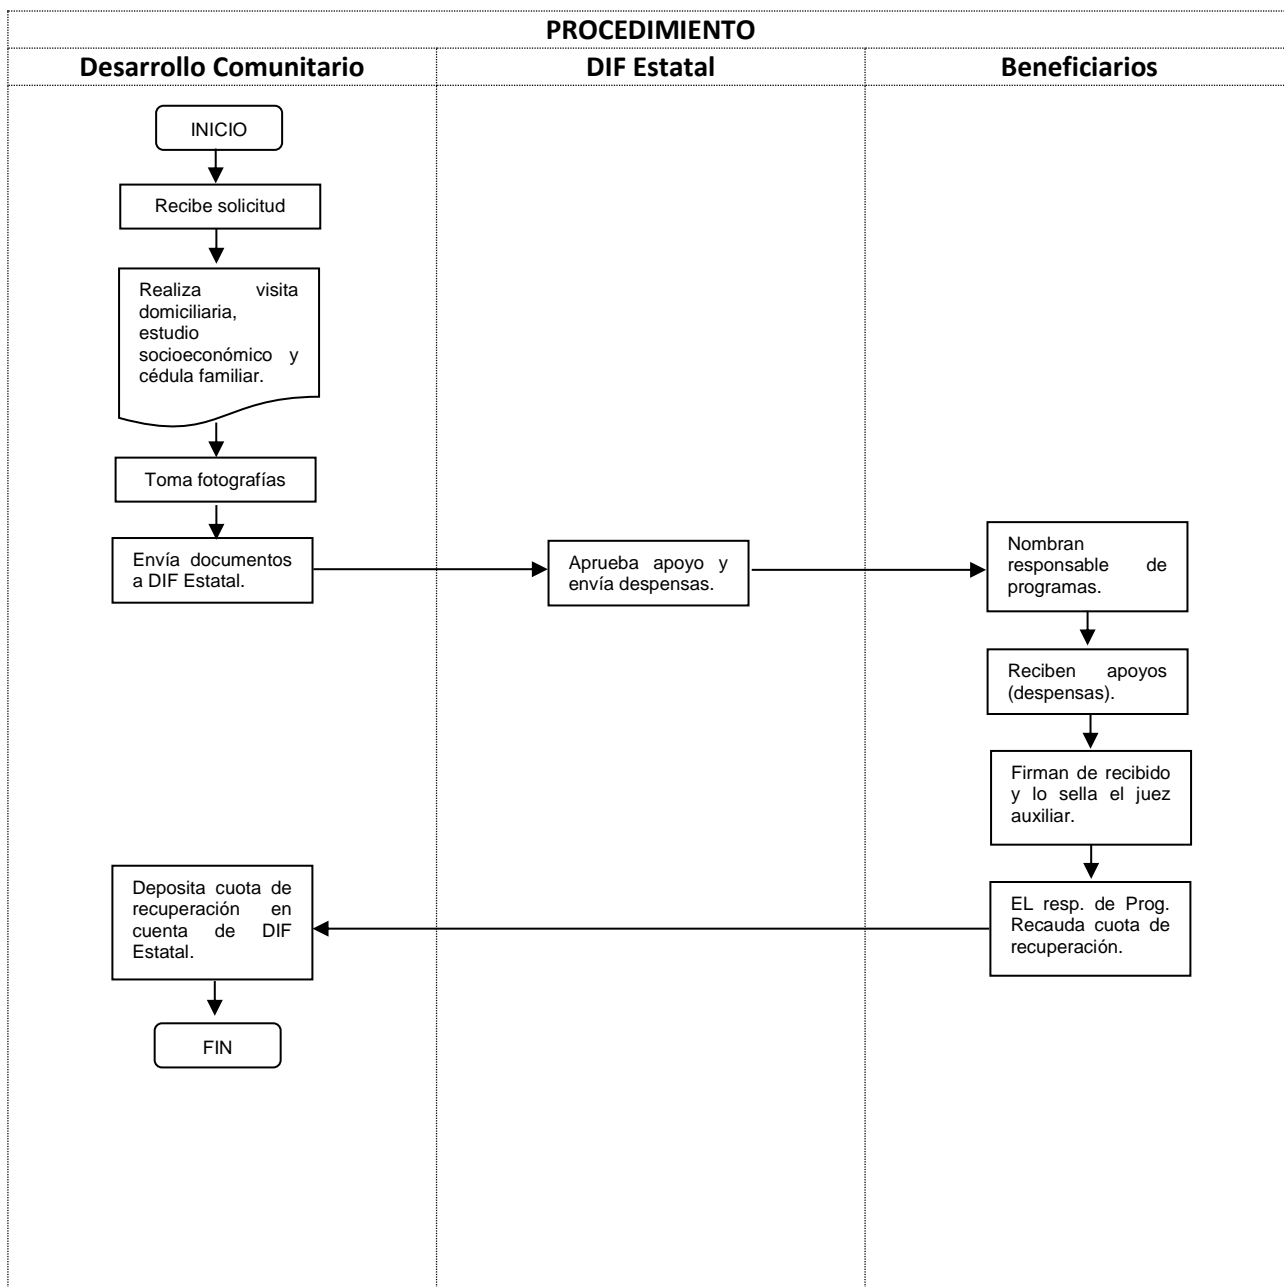 PROCEDIMIENTO
Desarrollo Comunitario
DIF Estatal
Beneficiarios
INICIO
Recibe solicitud
Realiza visita
domiciliaria,
estudio
socioeconómico y
cédula familiar.
Toma fotografías
Envía documentos
a DIF Estatal.
Aprueba apoyo y
envía despensas.
Nombran
responsable de
programas.
Reciben apoyos
(despensas).
Firman de recibido
y lo sella el juez
auxiliar.
EL resp. de Prog.
Recauda cuota de
recuperación.
Deposita cuota de
recuperación en
cuenta de DIF
Estatal.
FIN